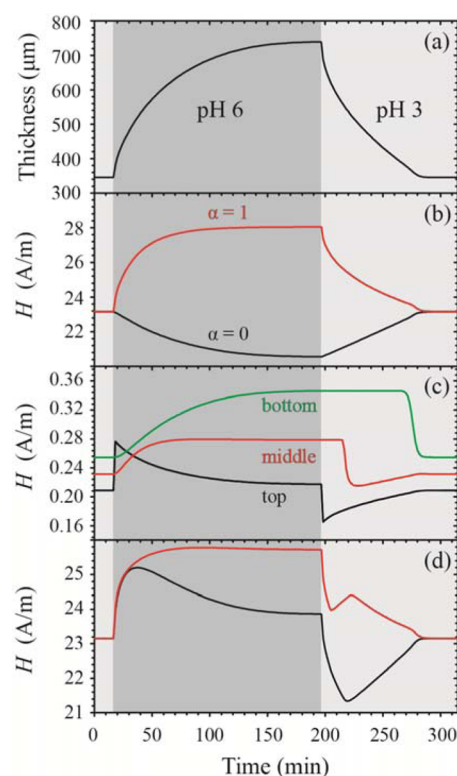 800
700
600
500
400
300
Thickness (μm)
(a)
pH 6
pH 3
28
26
24
22
H (A/m)
(b)
α = 1
α = 0
0.36
0.32
0.28
0.24
0.20
0.16
H (A/m)
(c)
bottom
middle
top
25
24
23
22
21
H (A/m)
(d)
0
50
100
150
200
250
300
Time (min)